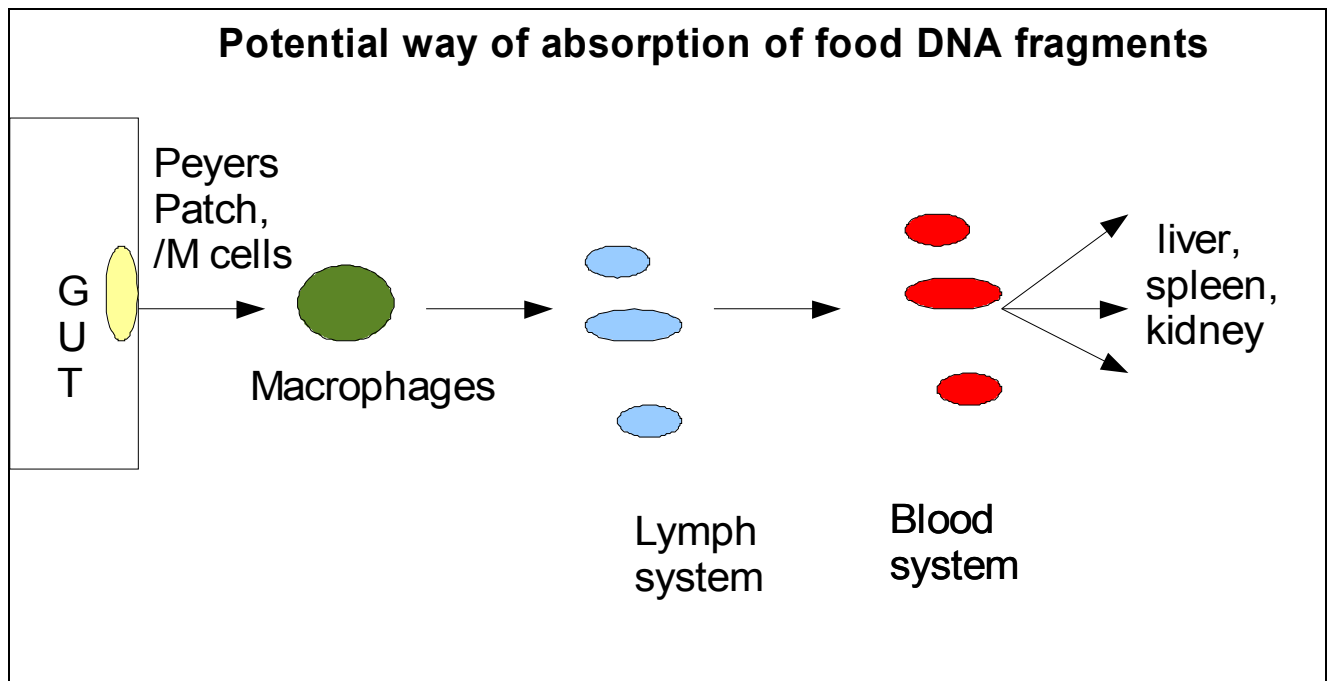 Potential way of absorption of food DNA fragments
Peyers
Patch,
/M cells
G
U
T
Macrophages
Lymph
system
Blood
system
liver,
spleen,
kidney